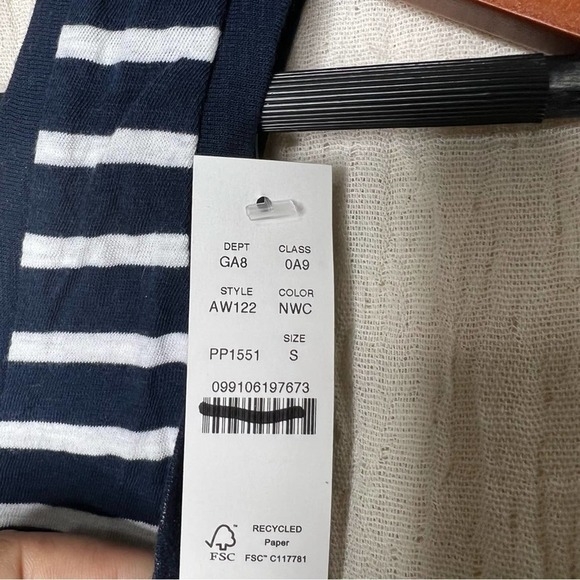 DEPT CLASS
GA8 0A9
STYLE COLOR
AW122 NWC
SIZE
PP1551 S
099106197673
RECYCLED
Paper
FSC FSC™ C117781